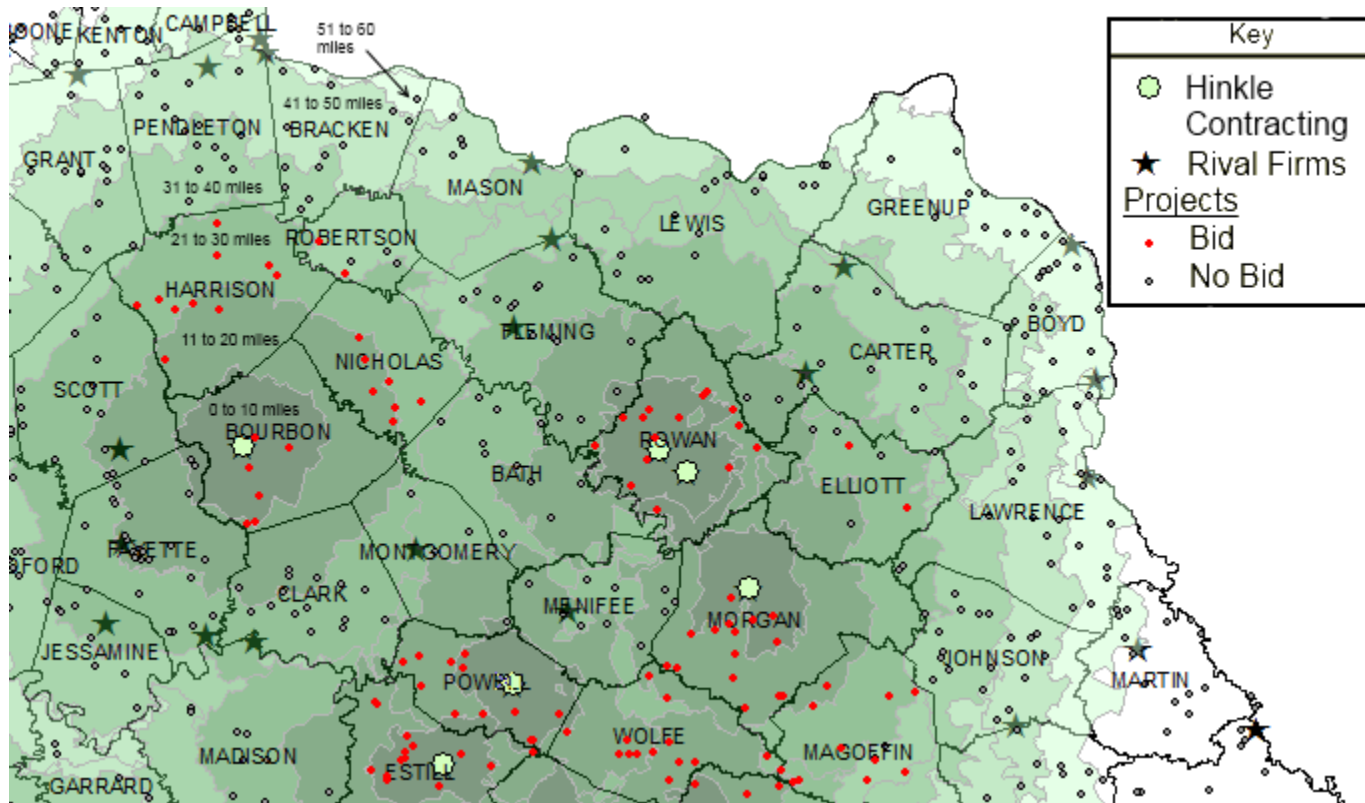 OONE
KENTON
CAMPBELL
51 to 60
miles
41 to 50 miles
BRACKEN
PENDLETON
GRANT
31 to 40 miles
MASON
21 to 30 miles
ROBERTSON
LEWIS
GREENUP
HARRISON
11 to 20 miles
NICHOLAS
FLEMING
CARTER
BOYD
SCOTT
0 to 10 miles
BOURBON
ROWAN
BATH
ELLIOTT
LAWRENCE
DFORD
FAYETTE
MONTGOMERY
CLARK
MENIFEE
MORGAN
JESSAMINE
JOHNSON
MARTIN
POWELL
WOLFE
MAGOFFIN
MADISON
ESTILL
GARRARD
Key
Hinkle
Contracting
Rival Firms
Projects
Bid
No Bid